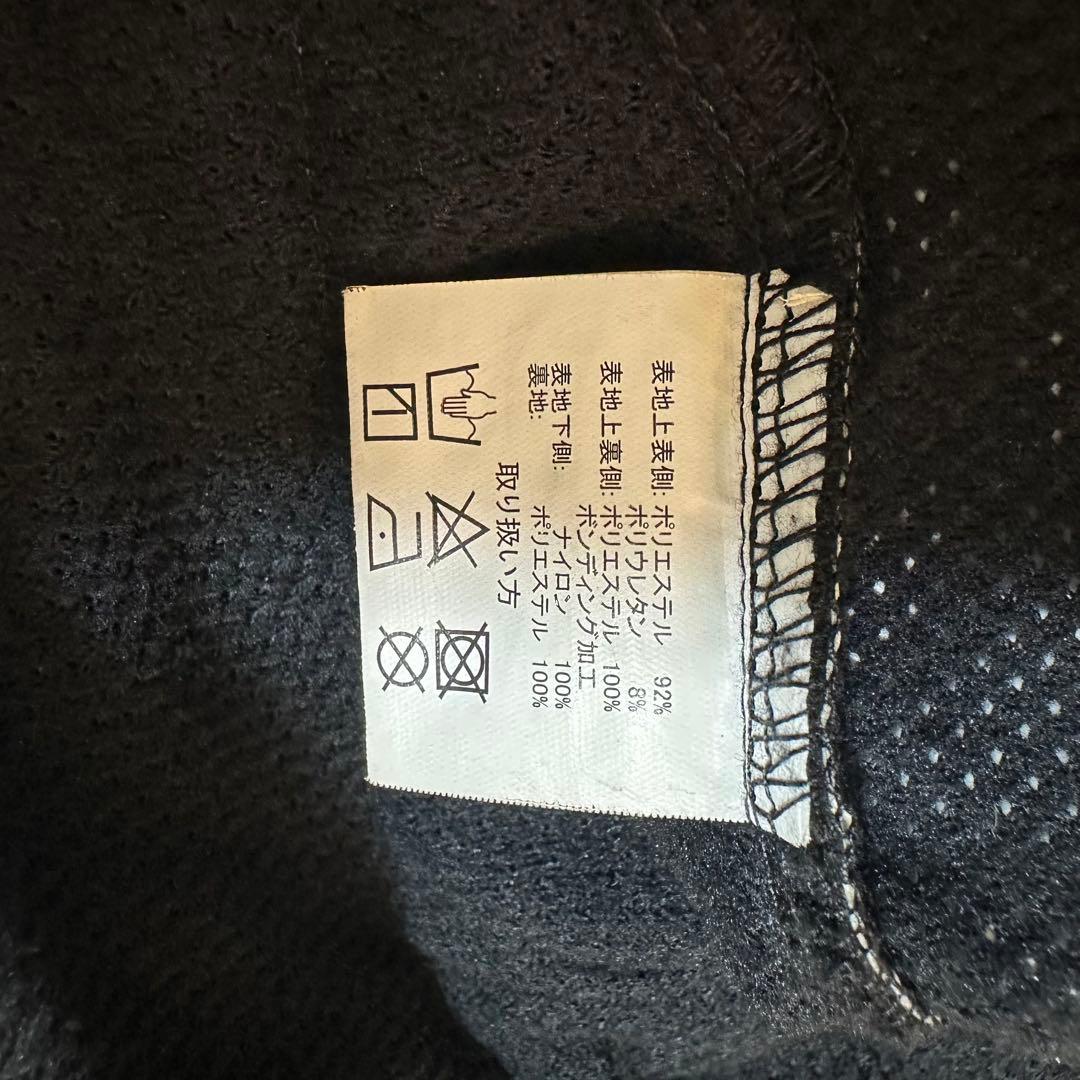 表地上表側: ポリエステル 92%
ポリウレタン 8%
表地上裏側: ポリエステル 100%
ボンディング加工
表地下側: ナイロン 100%
裏地: ポリエステル 100%
取り扱い方